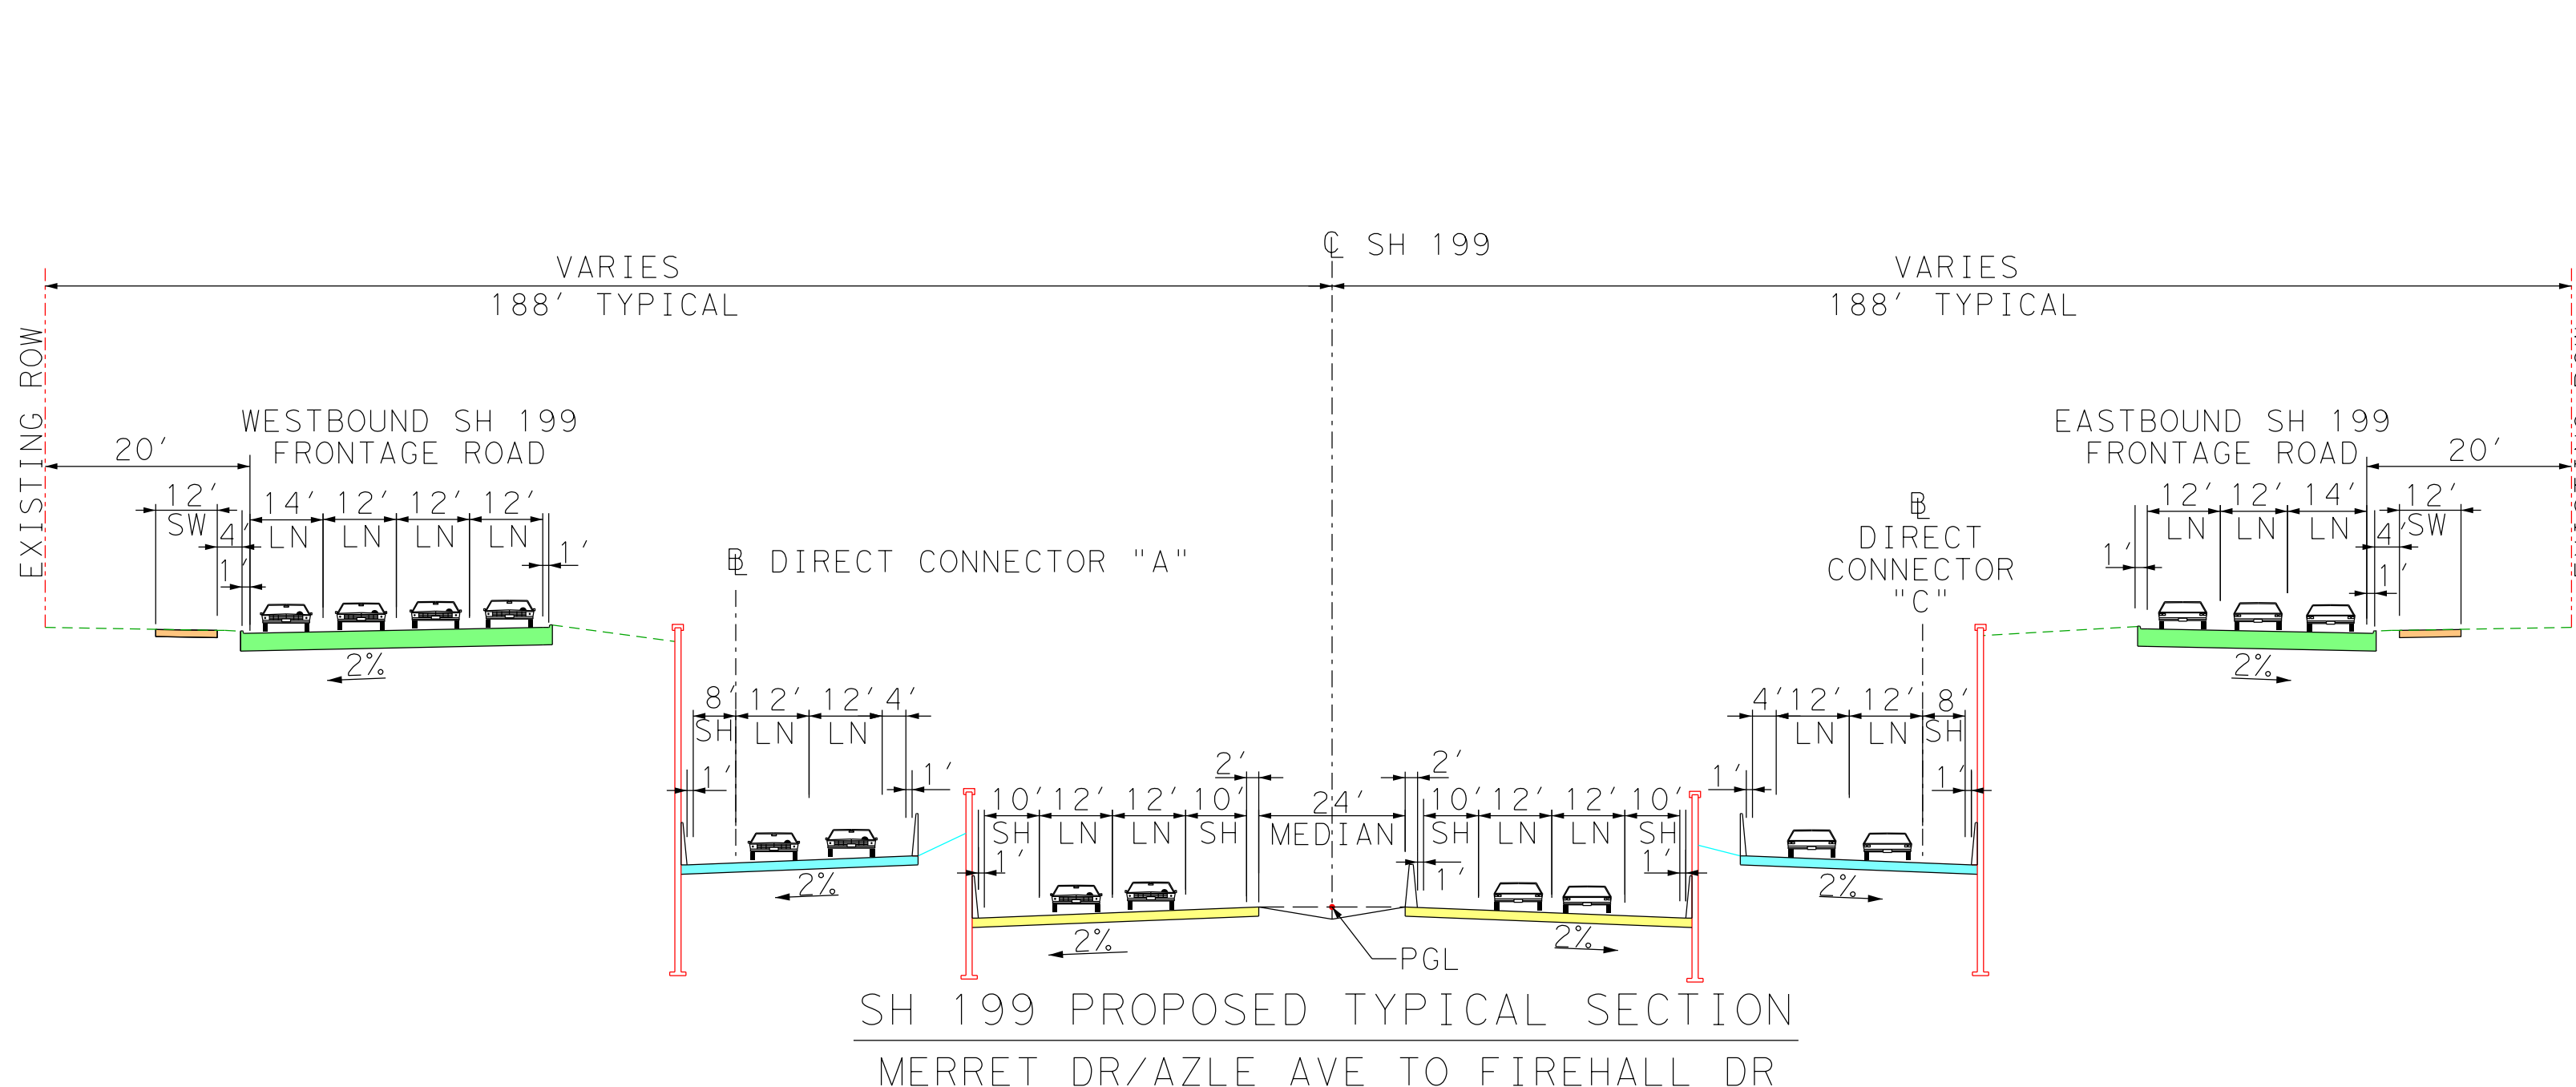 ℄ SH 199
VARIES
188' TYPICAL
VARIES
188' TYPICAL
EXISTING ROW
WESTBOUND SH 199
FRONTAGE ROAD
20'
12'
SW
4'
1'
14'
LN
12'
LN
12'
LN
12'
LN
1'
2%
BL DIRECT CONNECTOR "A"
8'
SH
12'
LN
12'
LN
4'
1'
1'
2%
10'
SH
12'
LN
12'
LN
10'
SH
2'
1'
2%
24'
MEDIAN
PGL
2'
10'
SH
12'
LN
12'
LN
10'
SH
1'
1'
2%
BL
DIRECT
CONNECTOR
"C"
4'
12'
LN
12'
LN
8'
SH
1'
1'
2%
EASTBOUND SH 199
FRONTAGE ROAD
20'
12'
LN
12'
LN
14'
LN
12'
SW
4'
1'
1'
2%
SH 199 PROPOSED TYPICAL SECTION
MERRET DR/AZLE AVE TO FIREHALL DR